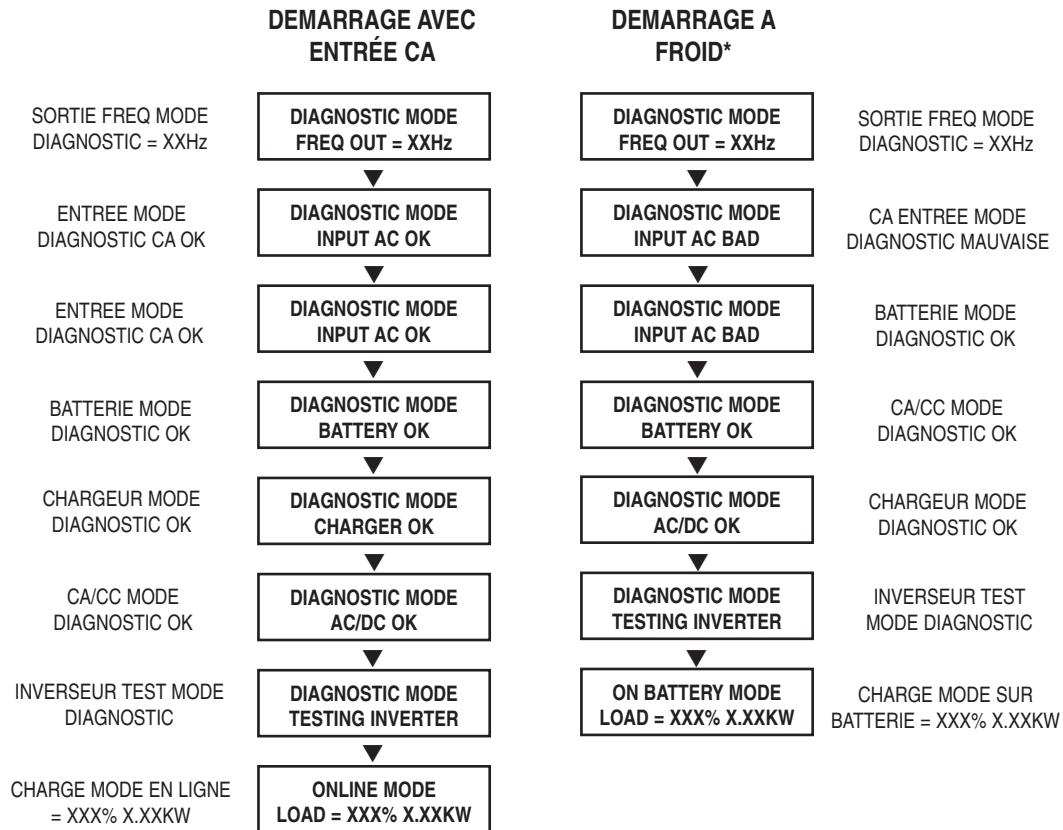 DEMARRAGE AVEC
ENTRÉE CA
DEMARRAGE A
FROID*
SORTIE FREQ MODE
DIAGNOSTIC = XXHz
DIAGNOSTIC MODE
FREQ OUT = XXHz
DIAGNOSTIC MODE
FREQ OUT = XXHz
SORTIE FREQ MODE
DIAGNOSTIC = XXHz
ENTREE MODE
DIAGNOSTIC CA OK
DIAGNOSTIC MODE
INPUT AC OK
DIAGNOSTIC MODE
INPUT AC BAD
CA ENTREE MODE
DIAGNOSTIC MAUVAISE
ENTREE MODE
DIAGNOSTIC CA OK
DIAGNOSTIC MODE
INPUT AC OK
DIAGNOSTIC MODE
INPUT AC BAD
BATTERIE MODE
DIAGNOSTIC OK
BATTERIE MODE
DIAGNOSTIC OK
DIAGNOSTIC MODE
BATTERY OK
DIAGNOSTIC MODE
BATTERY OK
CA/CC MODE
DIAGNOSTIC OK
CHARGEUR MODE
DIAGNOSTIC OK
DIAGNOSTIC MODE
CHARGER OK
DIAGNOSTIC MODE
AC/DC OK
CHARGEUR MODE
DIAGNOSTIC OK
CA/CC MODE
DIAGNOSTIC OK
DIAGNOSTIC MODE
AC/DC OK
DIAGNOSTIC MODE
TESTING INVERTER
INVERSEUR TEST
MODE DIAGNOSTIC
INVERSEUR TEST MODE
DIAGNOSTIC
DIAGNOSTIC MODE
TESTING INVERTER
ON BATTERY MODE
LOAD = XXX% X.XXKW
CHARGE MODE SUR
BATTERIE = XXX% X.XXKW
CHARGE MODE EN LIGNE
= XXX% X.XXKW
ONLINE MODE
LOAD = XXX% X.XXKW